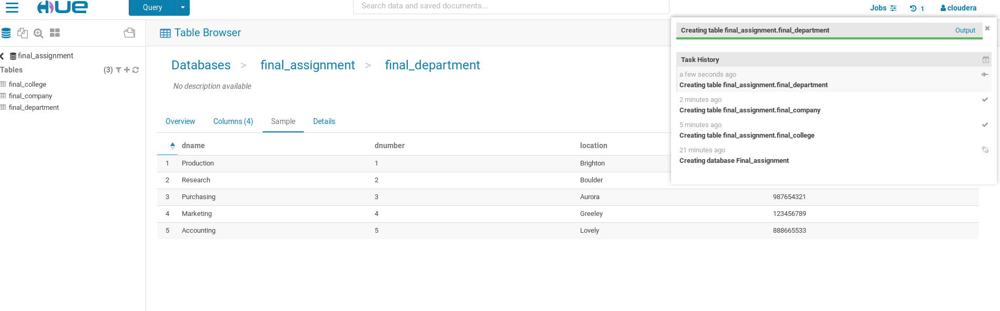 HUE
Query
Search data and saved documents...
Jobs
1
cloudera
final_assignment
Tables
(3)
final_college
final_company
final_department
Table Browser
Databases > final_assignment > final_department
No description available
Overview Columns (4) Sample Details
dname dnumber location
1 Production 1 Brighton
2 Research 2 Boulder
3 Purchasing 3 Aurora 987654321
4 Marketing 4 Greeley 123456789
5 Accounting 5 Lovely 888665533
Creating table final_assignment.final_department Output
Task History
a few seconds ago
Creating table final_assignment.final_department
2 minutes ago
Creating table final_assignment.final_company
5 minutes ago
Creating table final_assignment.final_college
21 minutes ago
Creating database Final_assignment